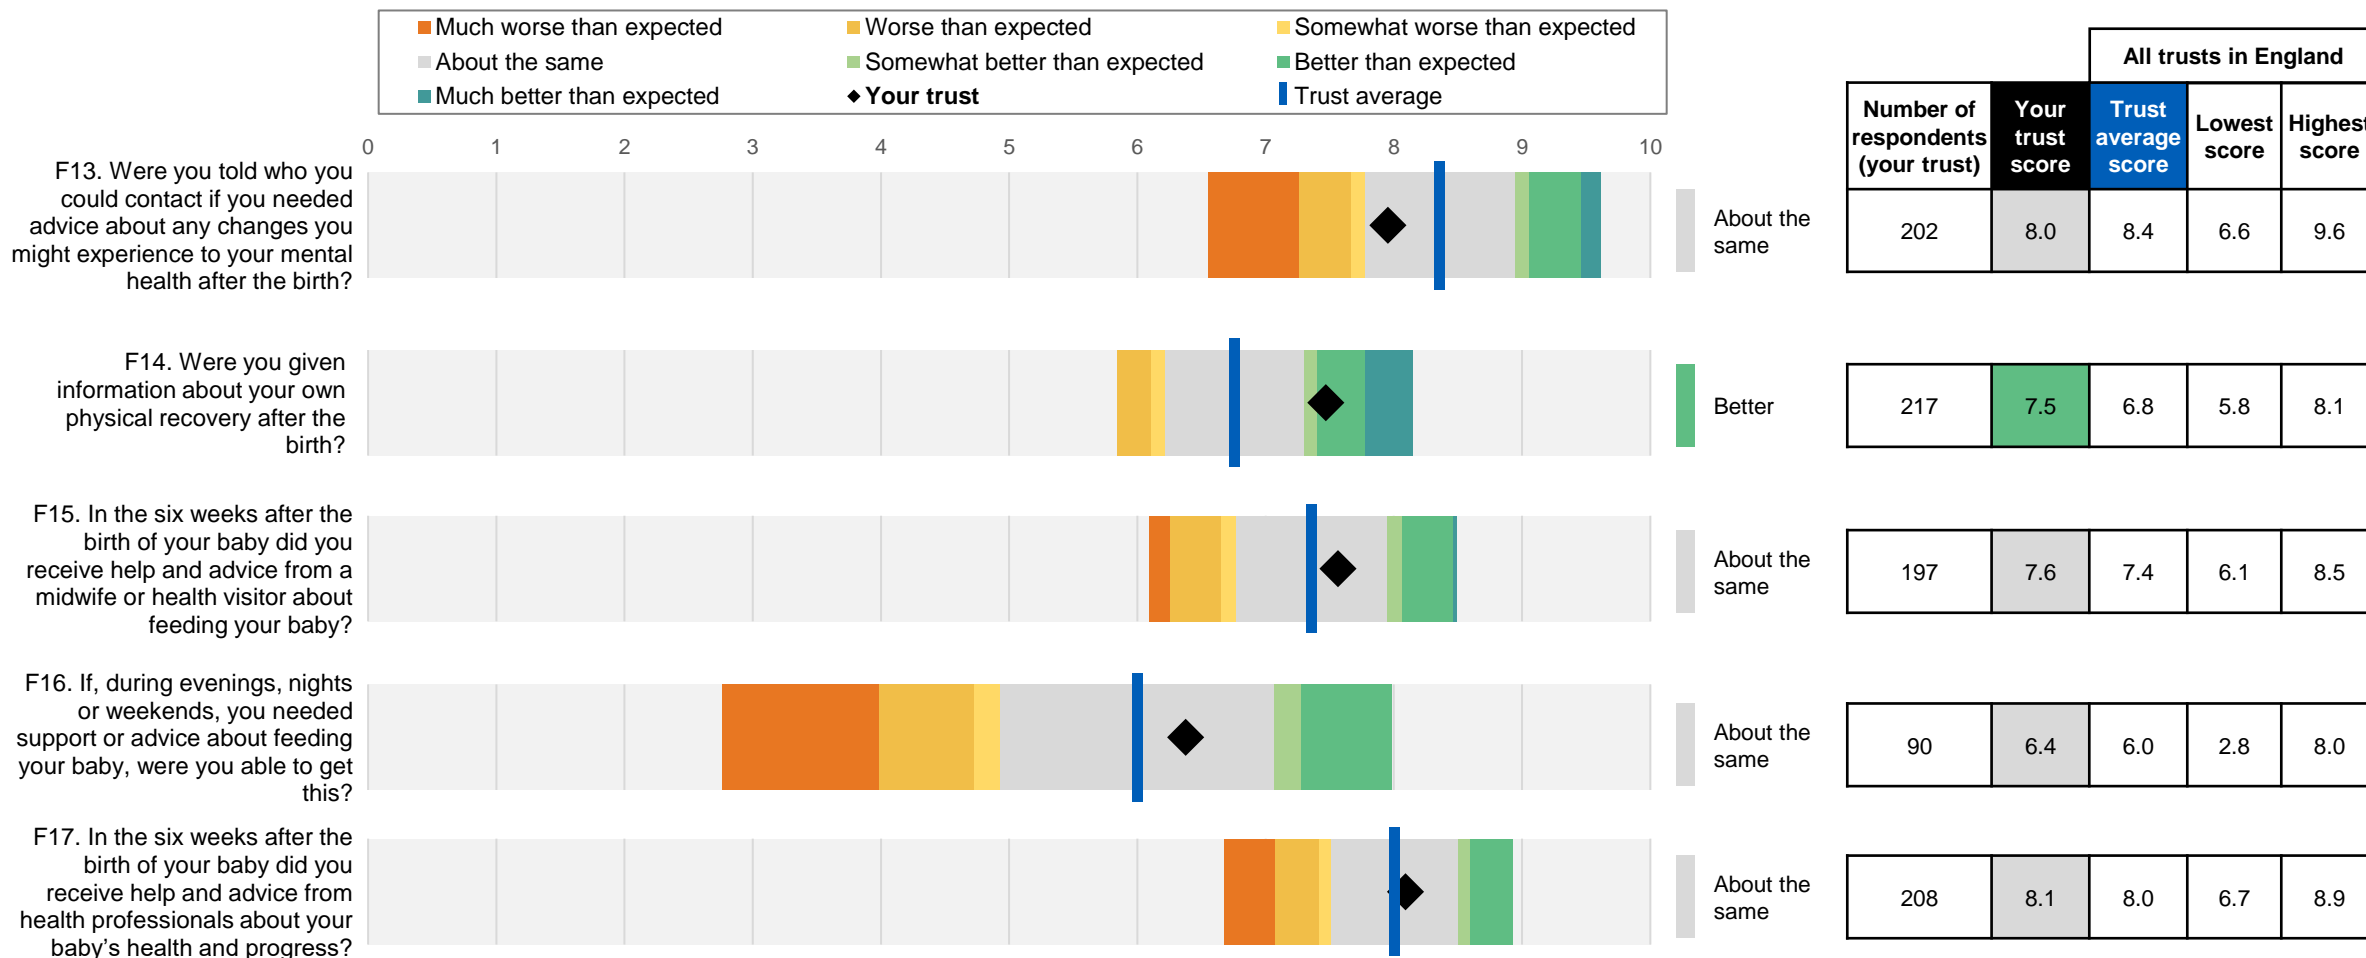 Much worse than expected
Worse than expected
Somewhat worse than expected
About the same
Somewhat better than expected
Better than expected
Much better than expected
Your trust
Trust average
All trusts in England
Number of
respondents
(your trust)
Your
trust
score
Trust
average
score
Lowest
score
Highest
score
0 1 2 3 4 5 6 7 8 9 10
F13. Were you told who you
could contact if you needed
advice about any changes you
might experience to your mental
health after the birth?
About the
same
202 8.0 8.4 6.6 9.6
F14. Were you given
information about your own
physical recovery after the
birth?
Better
217 7.5 6.8 5.8 8.1
F15. In the six weeks after the
birth of your baby did you
receive help and advice from a
midwife or health visitor about
feeding your baby?
About the
same
197 7.6 7.4 6.1 8.5
F16. If, during evenings, nights
or weekends, you needed
support or advice about feeding
your baby, were you able to get
this?
About the
same
90 6.4 6.0 2.8 8.0
F17. In the six weeks after the
birth of your baby did you
receive help and advice from
health professionals about your
baby’s health and progress?
About the
same
208 8.1 8.0 6.7 8.9